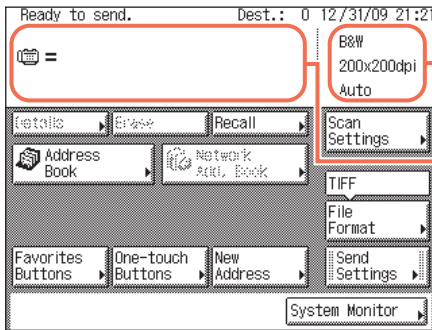 Ready to send. Dest.: 0 12/31/09 21:21
=
B&W
200x200dpi
Auto
Details Erase Recall Scan Settings
Address Book Network Add. Book
TIFF
File Format
Favorites Buttons One-touch Buttons New Address Send Settings
System Monitor